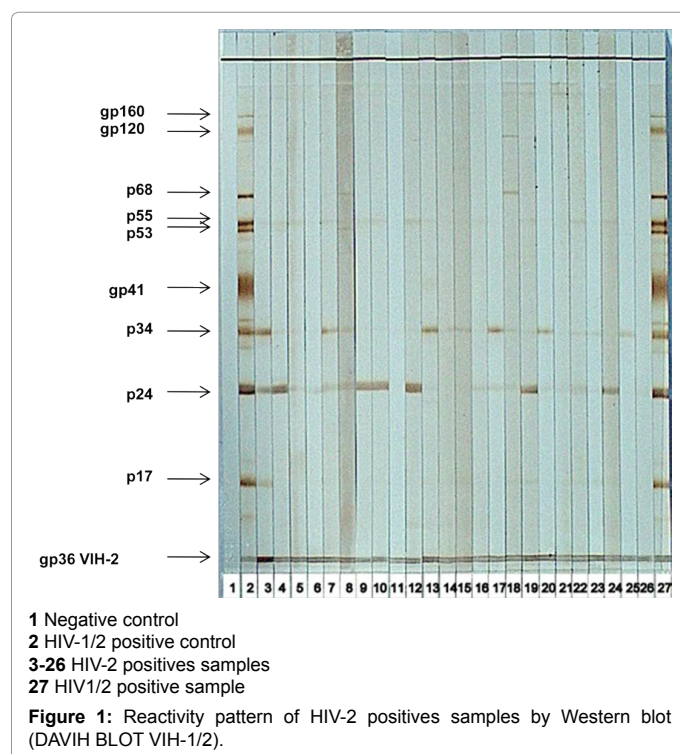 gp160
gp120
p68
p55
p53
gp41
p34
p24
p17
gp36 VIH-2
1 2 3 4 5 6 7 8 9 10 11 12 13 14 15 16 17 18 19 20 21 22 23 24 25 26 27
1 Negative control
2 HIV-1/2 positive control
3-26 HIV-2 positives samples
27 HIV1/2 positive sample
Figure 1: Reactivity pattern of HIV-2 positives samples by Western blot
(DAVIH BLOT VIH-1/2).